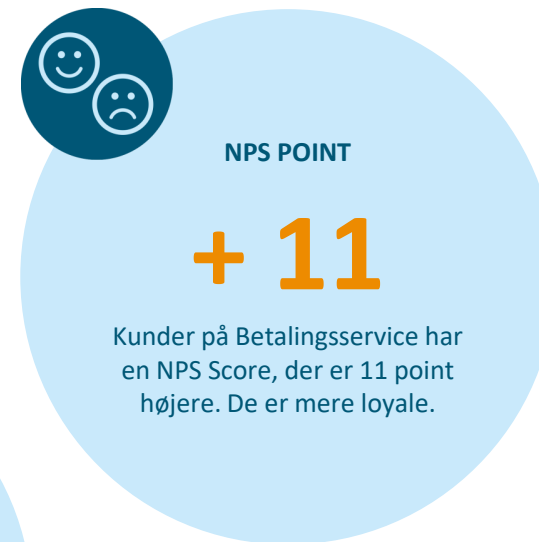 NPS POINT
+ 11
Kunder på Betalingsservice har
en NPS Score, der er 11 point
højere. De er mere loyale.